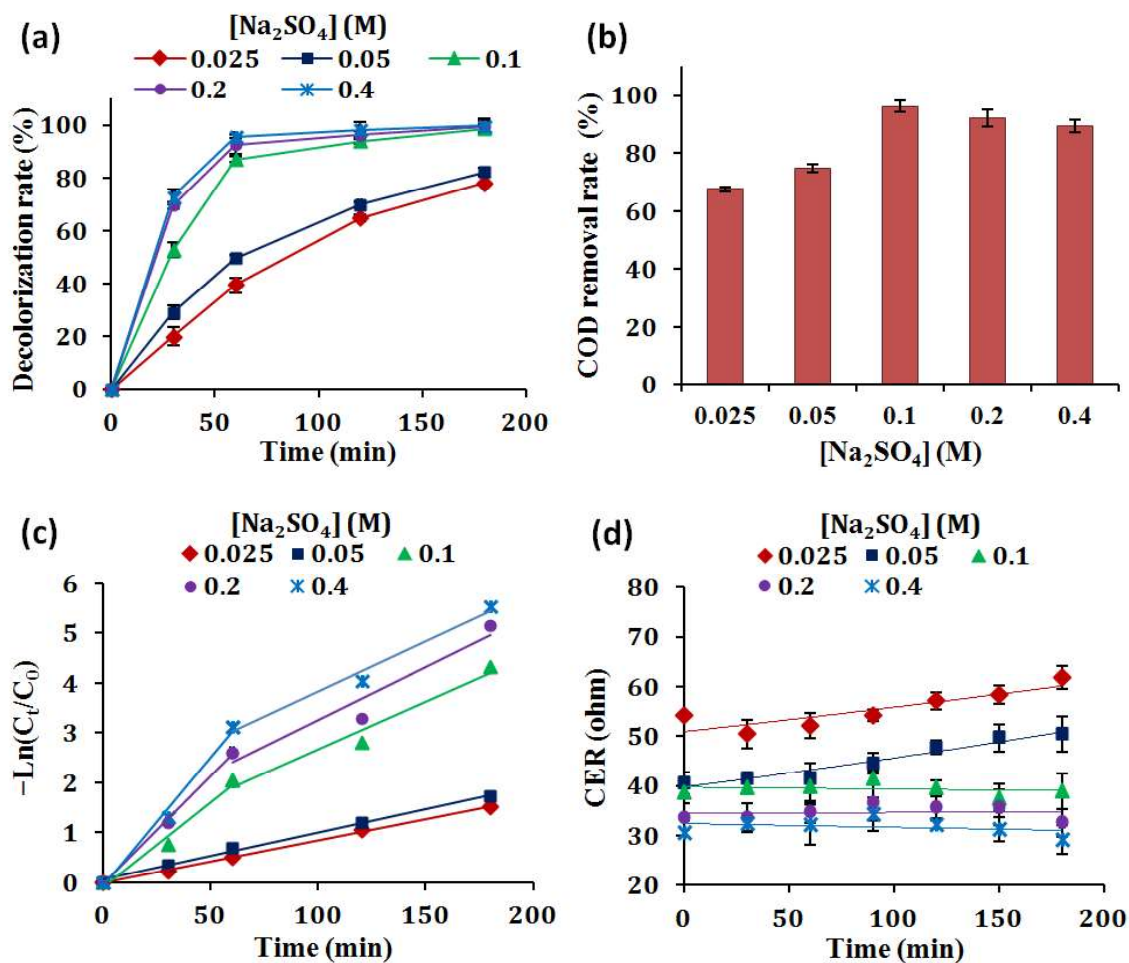 (a)
[Na₂SO₄] (M)
0.025 0.05 0.1
0.2 0.4
Decolorization rate (%)
100
80
60
40
20
0
0 50 100 150 200
Time (min)
(b)
COD removal rate (%)
100
80
60
40
20
0
0.025 0.05 0.1 0.2 0.4
[Na₂SO₄] (M)
(c)
[Na₂SO₄] (M)
0.025 0.05 0.1
0.2 0.4
−Ln(Cₜ/C₀)
6
5
4
3
2
1
0
0 50 100 150 200
Time (min)
(d)
[Na₂SO₄] (M)
0.025 0.05 0.1
0.2 0.4
CER (ohm)
80
70
60
50
40
30
20
0 50 100 150 200
Time (min)